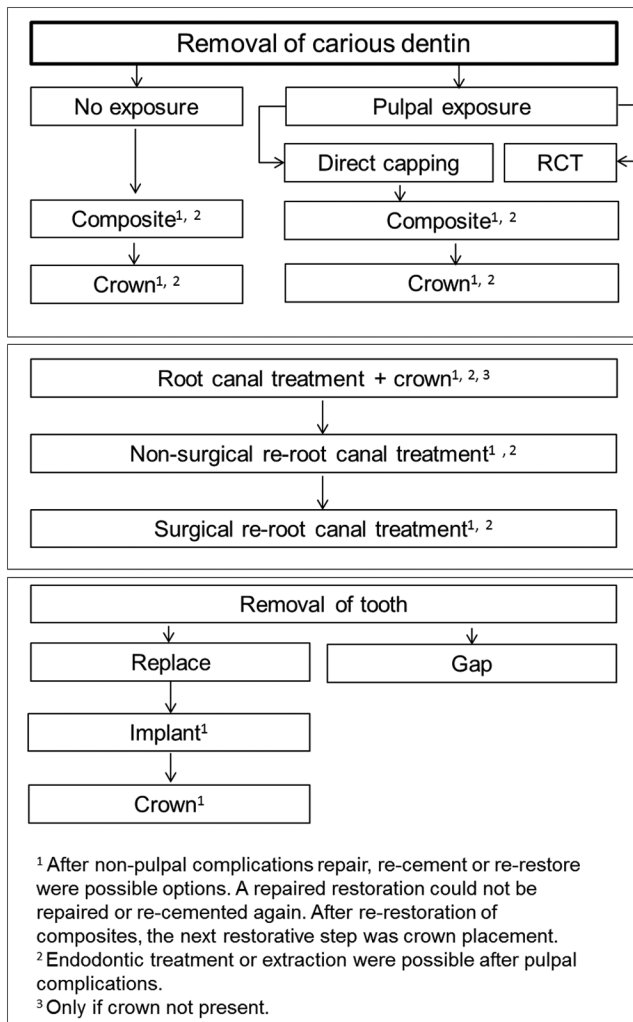 Removal of carious dentin
No exposure
Pulpal exposure
Direct capping
RCT
Composite¹, ²
Composite¹, ²
Crown¹, ²
Crown¹, ²
Root canal treatment + crown¹, ², ³
Non-surgical re-root canal treatment¹ ,²
Surgical re-root canal treatment¹, ²
Removal of tooth
Replace
Gap
Implant¹
Crown¹
¹ After non-pulpal complications repair, re-cement or re-restore
were possible options. A repaired restoration could not be
repaired or re-cemented again. After re-restoration of
composites, the next restorative step was crown placement.
² Endodontic treatment or extraction were possible after pulpal
complications.
³ Only if crown not present.